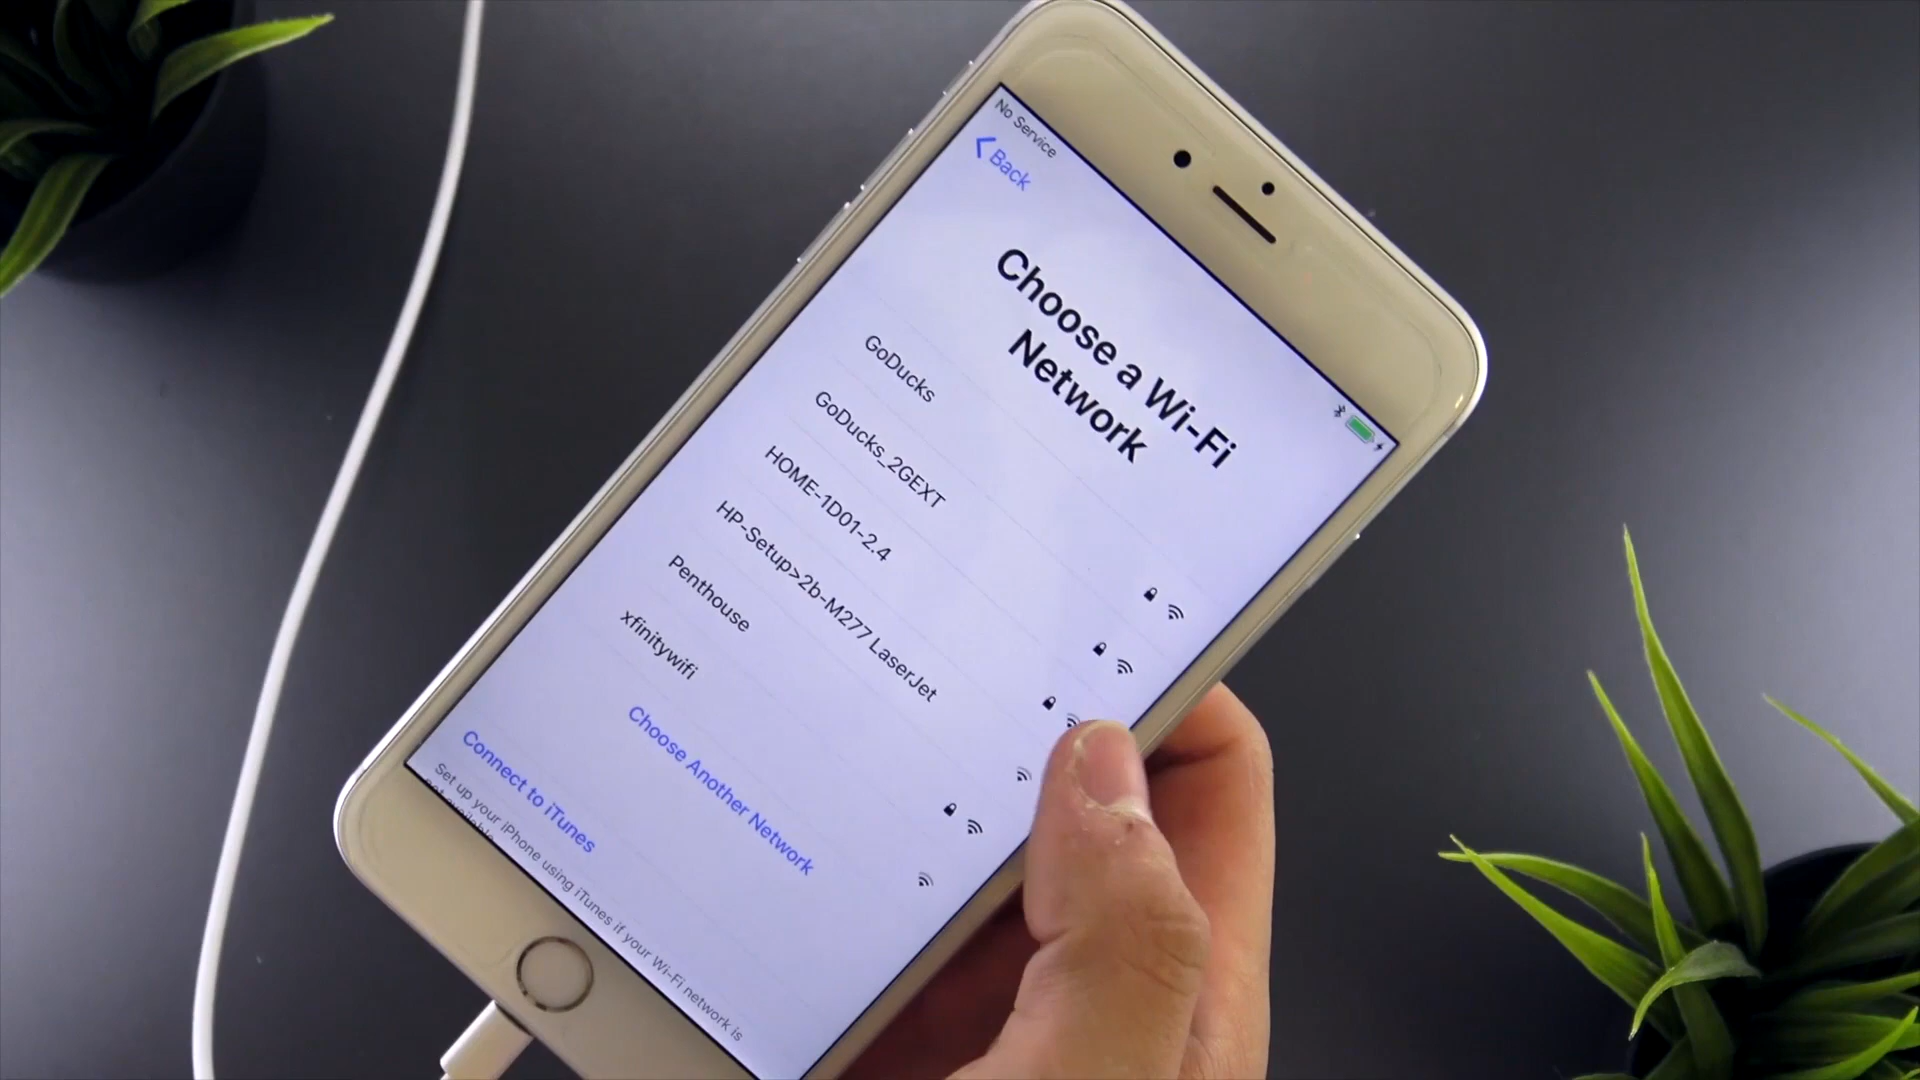 No Service
Back
Choose a Wi-Fi
Network
GoDucks
GoDucks_2GEXT
HOME-1D01-2.4
HP-Setup>2b-M277 LaserJet
Penthouse
xfinitywifi
Choose Another Network
Connect to iTunes
Set up your iPhone using iTunes if your Wi-Fi network is
not available